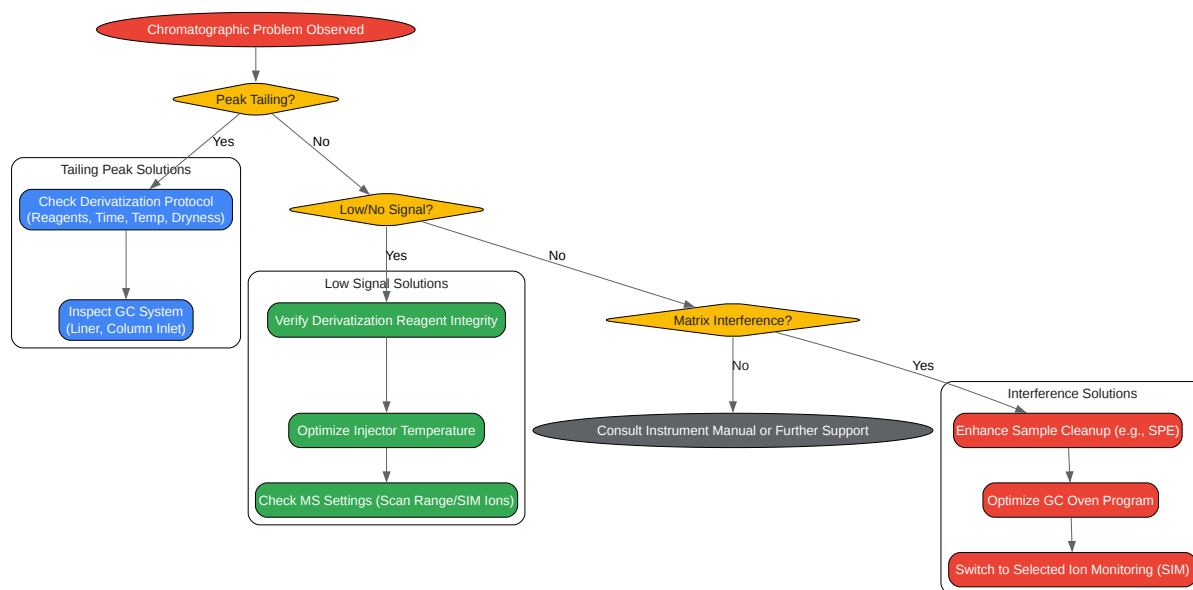 Chromatographic Problem Observed
Peak Tailing?
Yes
No
Tailing Peak Solutions
Check Derivatization Protocol
(Reagents, Time, Temp, Dryness)
Low/No Signal?
Yes
No
Low Signal Solutions
Inspect GC System
(Liner, Column Inlet)
Verify Derivatization Reagent Integrity
Matrix Interference?
No
Yes
Interference Solutions
Optimize Injector Temperature
Consult Instrument Manual or Further Support
Enhance Sample Cleanup (e.g., SPE)
Check MS Settings (Scan Range/SIM Ions)
Optimize GC Oven Program
Switch to Selected Ion Monitoring (SIM)